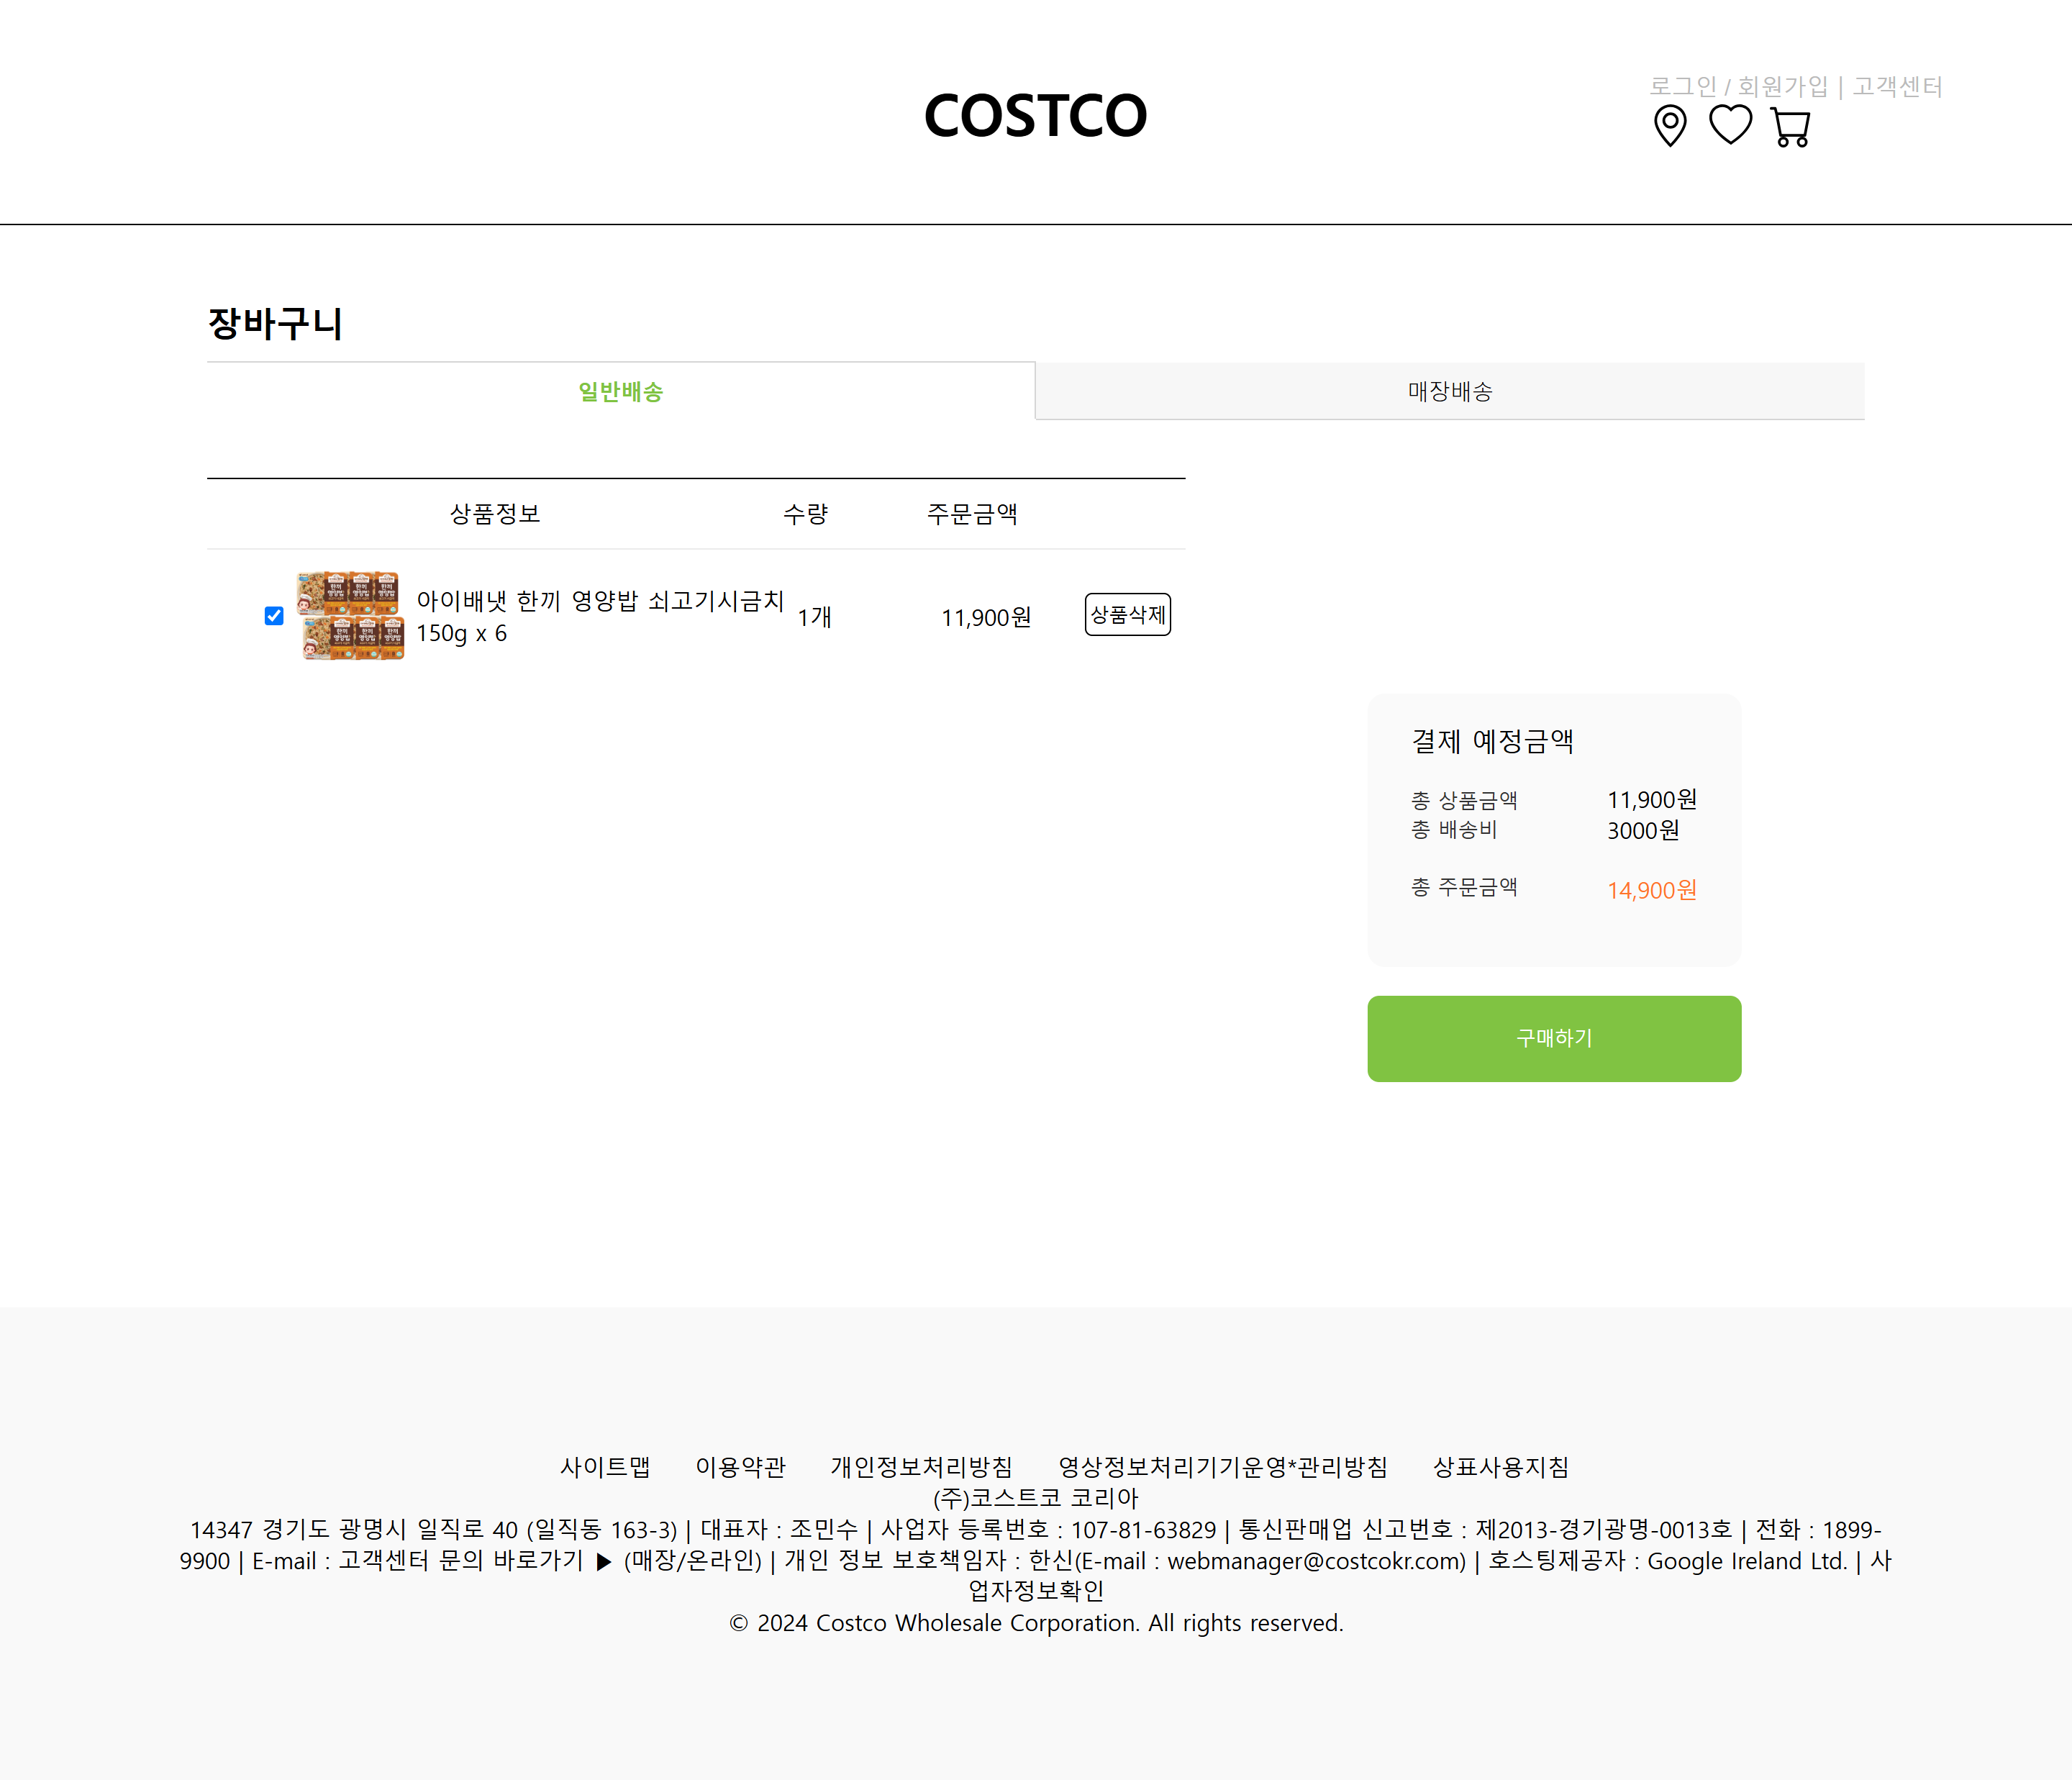 로그인 / 회원가입 | 고객센터
COSTCO
장바구니
일반배송
매장배송
상품정보 수량 주문금액
아이배냇 한끼 영양밥 쇠고기시금치
150g x 6
1개
11,900원
상품삭제
결제 예정금액
총 상품금액 11,900원
총 배송비 3000원
총 주문금액 14,900원
구매하기
사이트맵 이용약관 개인정보처리방침 영상정보처리기기운영*관리방침 상표사용지침
(주)코스트코 코리아
14347 경기도 광명시 일직로 40 (일직동 163-3) | 대표자 : 조민수 | 사업자 등록번호 : 107-81-63829 | 통신판매업 신고번호 : 제2013-경기광명-0013호 | 전화 : 1899-
9900 | E-mail : 고객센터 문의 바로가기 ▶ (매장/온라인) | 개인 정보 보호책임자 : 한신(E-mail : webmanager@costcokr.com) | 호스팅제공자 : Google Ireland Ltd. | 사
업자정보확인
© 2024 Costco Wholesale Corporation. All rights reserved.